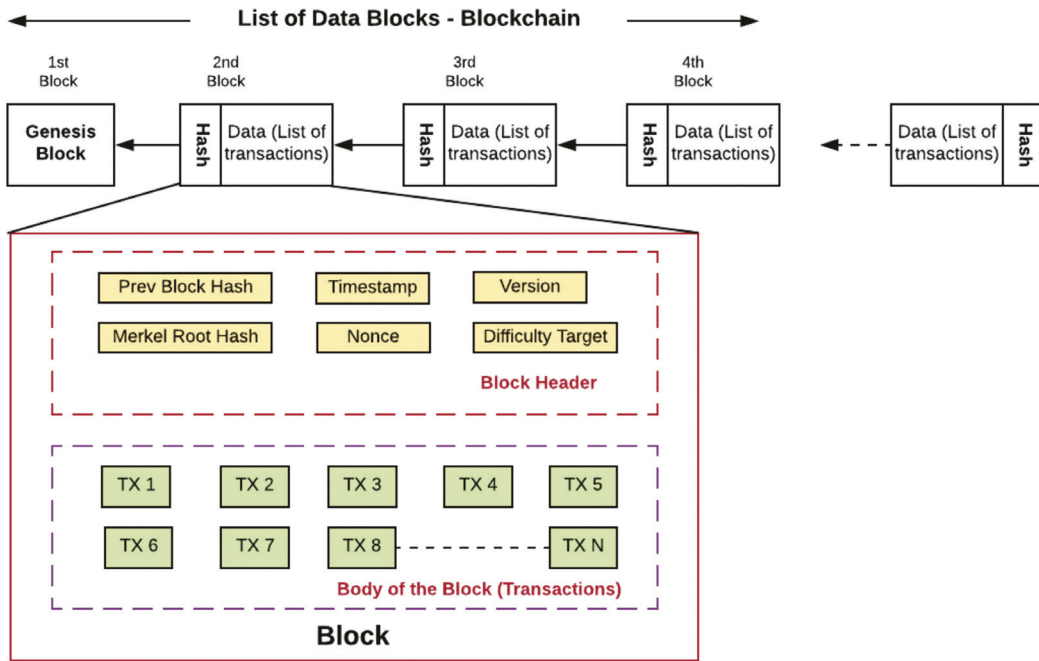 List of Data Blocks - Blockchain
1st
Block
2nd
Block
3rd
Block
4th
Block
Genesis
Block
Hash
Data (List of
transactions)
Hash
Data (List of
transactions)
Hash
Data (List of
transactions)
Data (List of
transactions)
Hash
Prev Block Hash
Timestamp
Version
Merkel Root Hash
Nonce
Difficulty Target
Block Header
TX 1
TX 2
TX 3
TX 4
TX 5
TX 6
TX 7
TX 8
TX N
Body of the Block (Transactions)
Block